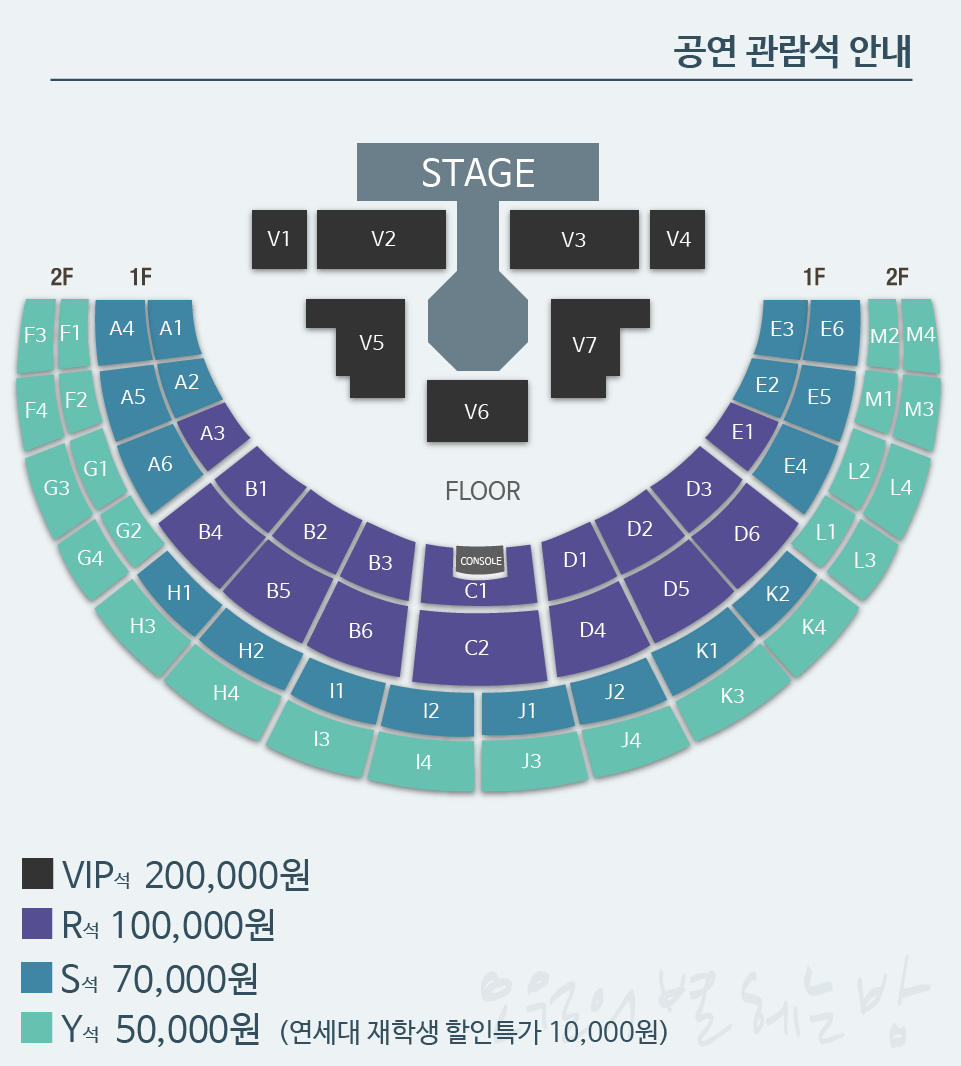 공연 관람석 안내
STAGE
V1 V2 V3 V4
2F 1F 1F 2F
F3 F1 A4 A1 V5 V7 E3 E6 M2 M4
F4 F2 A5 A2 V6 E2 E5 M1 M3
G3 G1 A6 A3 E1 E4 L2 L4
FLOOR
G4 G2 B4 B1 D3 D6 L1 L3
B2 D2
B5 B3 CONSOLE D1 D5
C1
H3 H1 B6 C2 D4 K2 K4
H4 H2 K1 K3
I1 I2 J1 J2
I3 I4 J3 J4
VIP석 200,000원
R석 100,000원
S석 70,000원
Y석 50,000원 (연세대 재학생 할인특가 10,000원)
오월의 별 헤는 밤